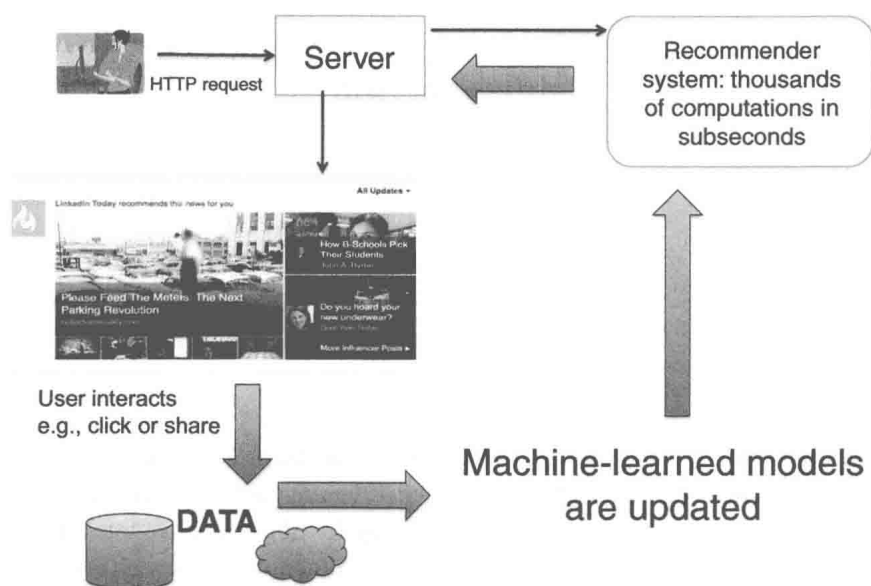 HTTP request
Server
Recommender
system: thousands
of computations in
subseconds
All Updates
LinkedIn Today recommends this news for you
How B-Schools Pick
Their Students
John A. Byrne
Please Feed The Meters: The Next
Parking Revolution
Do you hoard your
new underwear?
More Influencer Posts
User interacts
e.g., click or share
DATA
Machine-learned models
are updated